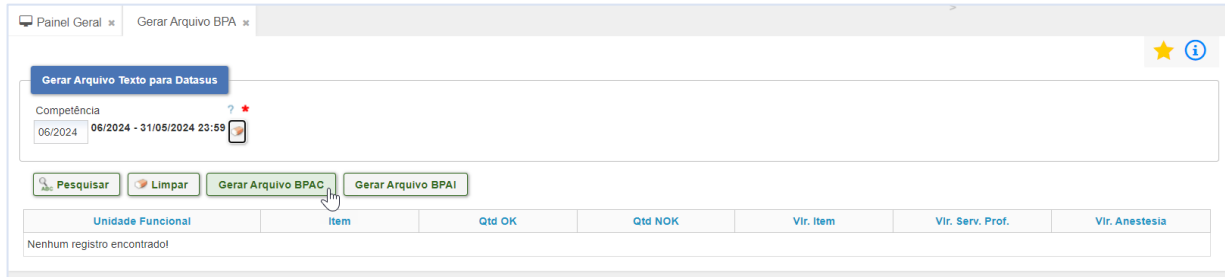 Painel Geral × Gerar Arquivo BPA ×
>
Gerar Arquivo Texto para Datasus
Competência ? *
06/2024 06/2024 - 31/05/2024 23:59
Pesquisar Limpar Gerar Arquivo BPAC Gerar Arquivo BPAI
Unidade Funcional Item Qtd OK Qtd NOK Vlr. Item Vlr. Serv. Prof. Vlr. Anestesia
Nenhum registro encontrado!